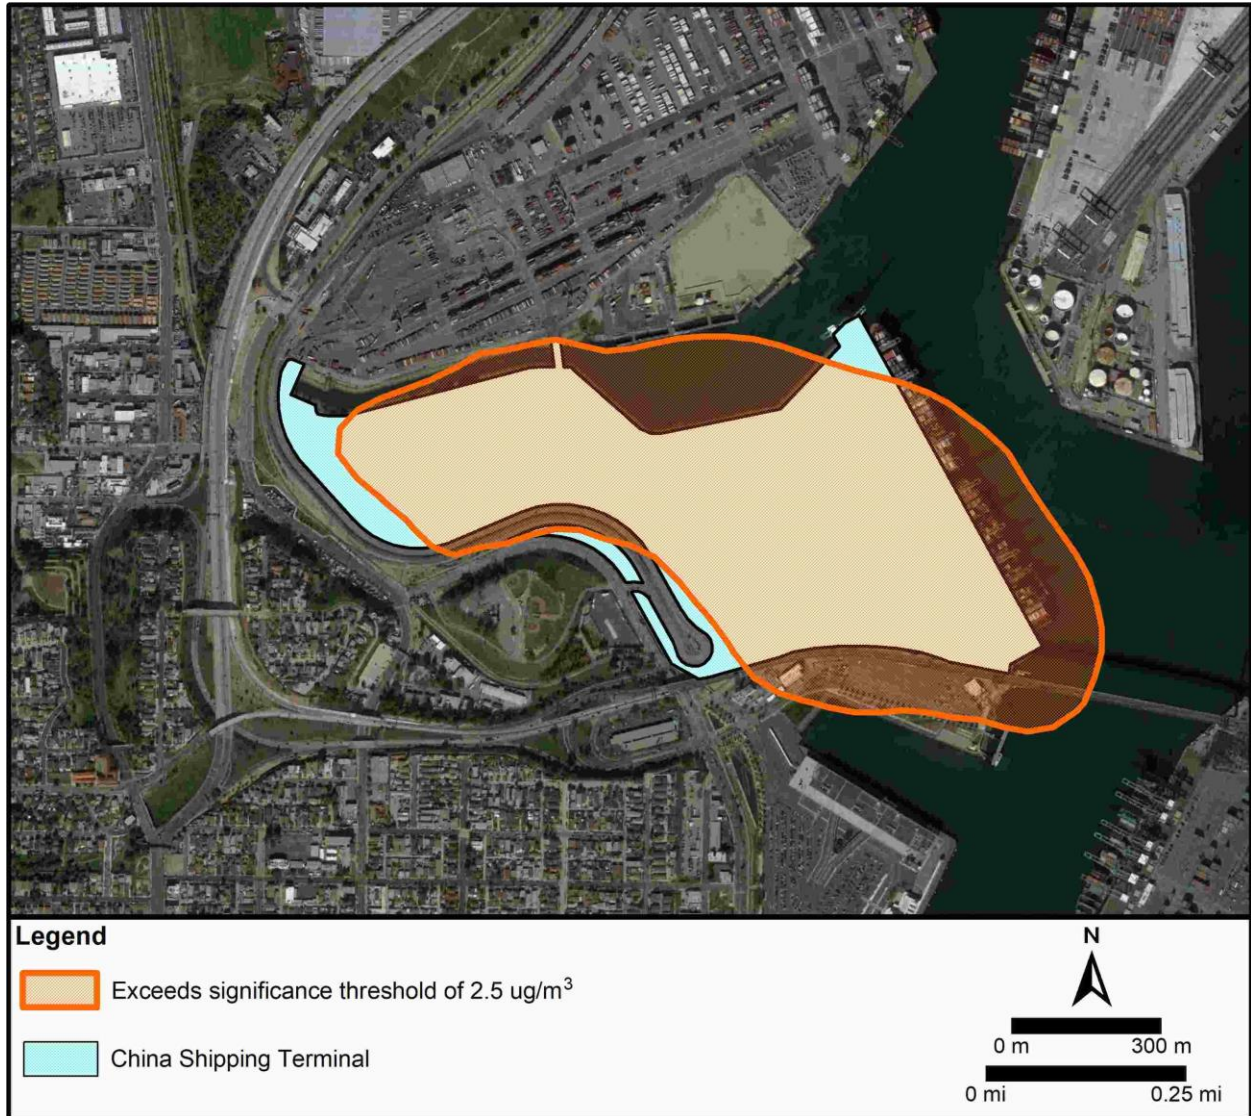 Legend
Exceeds significance threshold of 2.5 ug/m³
China Shipping Terminal
N
0 m 300 m
0 mi 0.25 mi